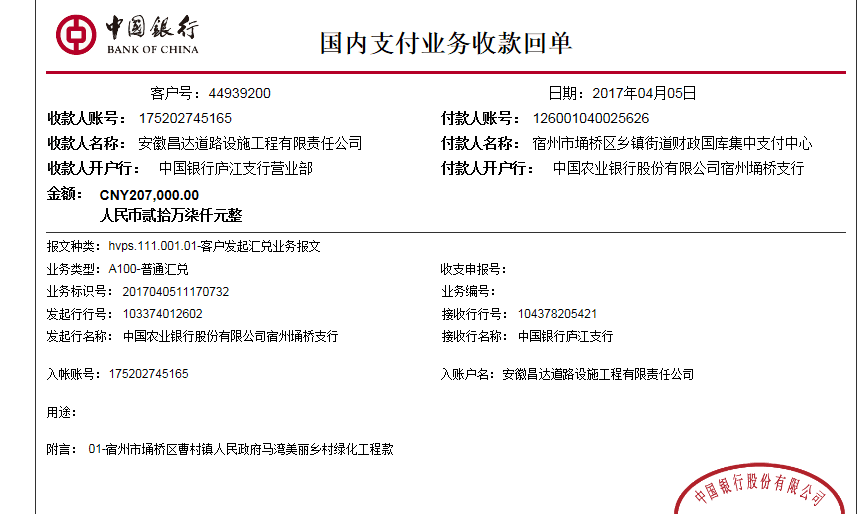 中国银行
BANK OF CHINA
国内支付业务收款回单
客户号：44939200 日期：2017年04月05日
收款人账号：175202745165 付款人账号：126001040025626
收款人名称：安徽昌达道路设施工程有限责任公司 付款人名称：宿州市埇桥区乡镇街道财政国库集中支付中心
收款人开户行：中国银行庐江支行营业部 付款人开户行：中国农业银行股份有限公司宿州埇桥支行
金额：CNY207,000.00
人民币贰拾万柒仟元整
报文种类：hvps.111.001.01-客户发起汇兑业务报文
业务类型：A100-普通汇兑 收支申报号：
业务标识号：2017040511170732 业务编号：
发起行行号：103374012602 接收行行号：104378205421
发起行名称：中国农业银行股份有限公司宿州埇桥支行 接收行名称：中国银行庐江支行
入帐账号：175202745165 入账户名：安徽昌达道路设施工程有限责任公司
用途：
附言：01-宿州市埇桥区曹村镇人民政府马湾美丽乡村绿化工程款
中国银行股份有限公司